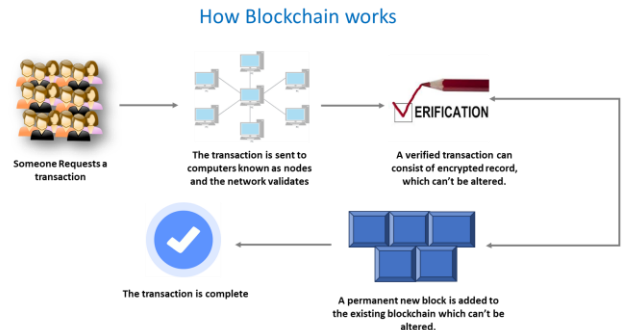 How Blockchain works
Someone Requests a
transaction
The transaction is sent to
computers known as nodes
and the network validates
ERIFICATION
A verified transaction can
consist of encrypted record,
which can't be altered.
The transaction is complete
A permanent new block is added to
the existing blockchain which can't be
altered.